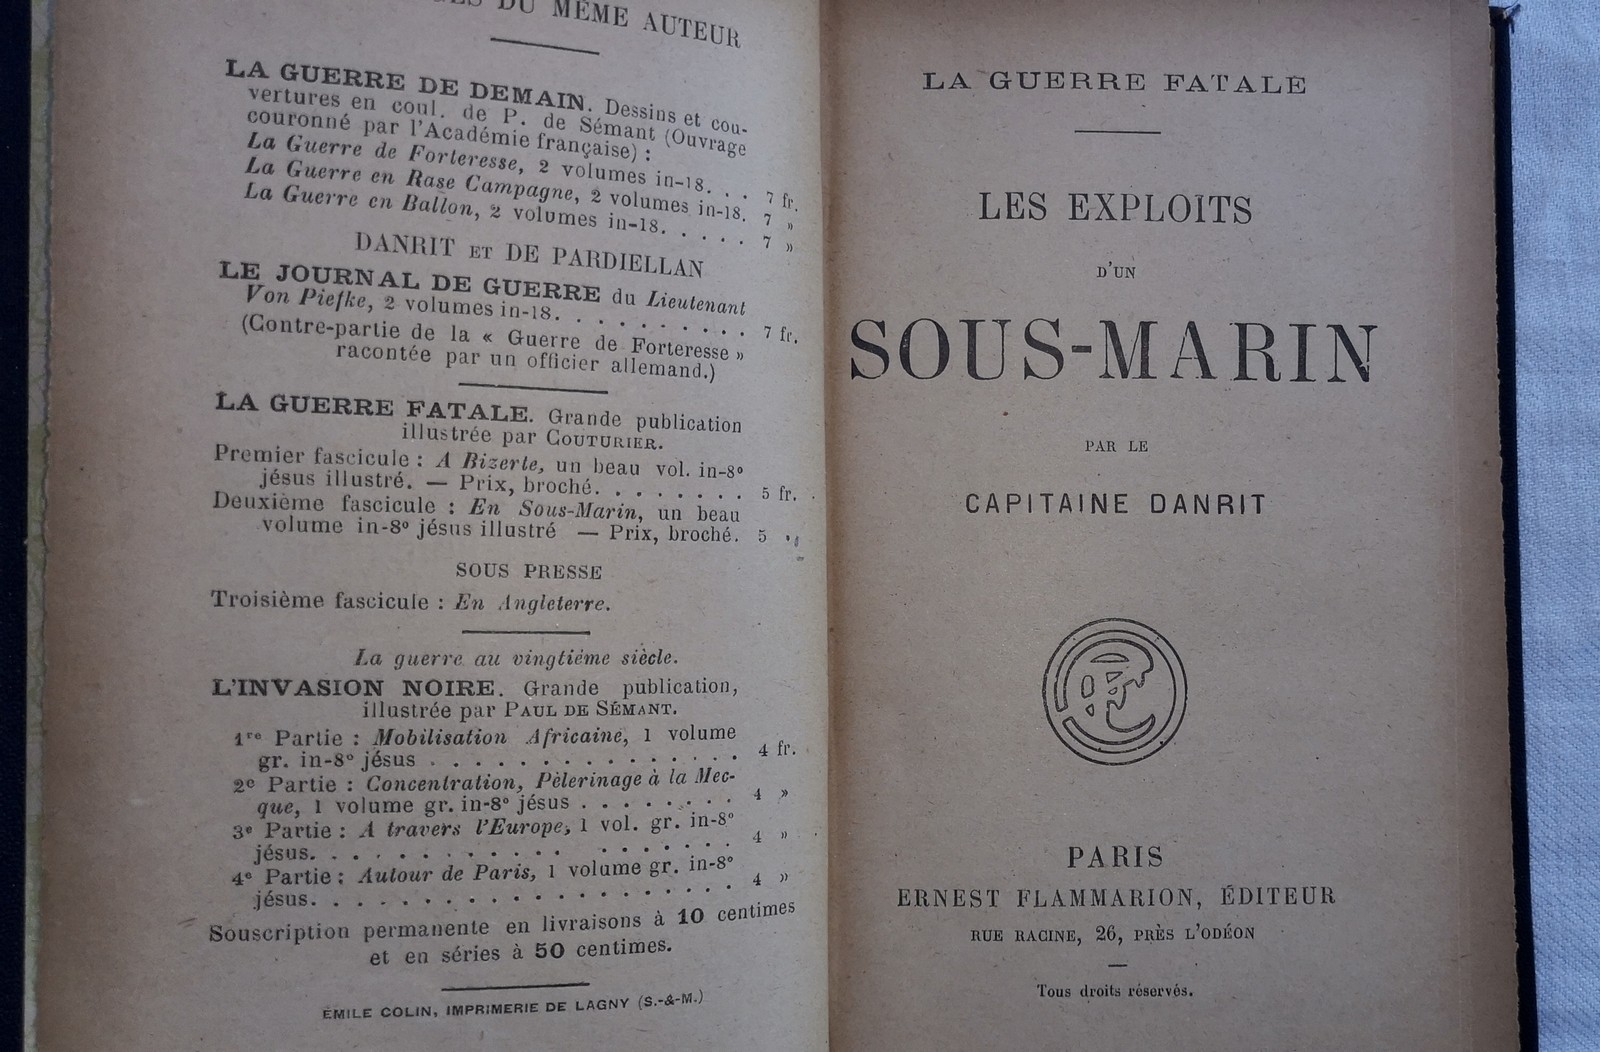 DU MÊME AUTEUR
LA GUERRE DE DEMAIN. Dessins et cou-
vertures en coul. de P. de Sémant (Ouvrage
couronné par l'Académie française) :
La Guerre de Forteresse, 2 volumes in-18. . . 7 fr.
La Guerre en Rase Campagne, 2 volumes in-18. 7 »
La Guerre en Ballon, 2 volumes in-18. . . . . 7 »
DANRIT ET DE PARDIELLAN
LE JOURNAL DE GUERRE du Lieutenant
Von Piefke, 2 volumes in-18. . . . . . . . . . 7 fr.
(Contre-partie de la « Guerre de Forteresse »
racontée par un officier allemand.)
LA GUERRE FATALE. Grande publication
illustrée par COUTURIER.
Premier fascicule : A Bizerte, un beau vol. in-8°
jésus illustré. — Prix, broché. . . . . . . . 5 fr.
Deuxième fascicule : En Sous-Marin, un beau
volume in-8° jésus illustré — Prix, broché. 5 »
SOUS PRESSE
Troisième fascicule : En Angleterre.
La guerre au vingtième siècle.
L'INVASION NOIRE. Grande publication,
illustrée par PAUL DE SÉMANT.
1re Partie : Mobilisation Africaine, 1 volume
gr. in-8° jésus . . . . . . . . . . . . . . . 4 fr.
2e Partie : Concentration, Pèlerinage à la Mec-
que, 1 volume gr. in-8° jésus . . . . . . . . 4 »
3e Partie : A travers l'Europe, 1 vol. gr. in-8°
jésus. . . . . . . . . . . . . . . . . . . . 4 »
4e Partie : Autour de Paris, 1 volume gr. in-8°
jésus. . . . . . . . . . . . . . . . . . . . 4 »
Souscription permanente en livraisons à 10 centimes
et en séries à 50 centimes.
ÉMILE COLIN, IMPRIMERIE DE LAGNY (S.-&-M.)
LA GUERRE FATALE
LES EXPLOITS
D'UN
SOUS-MARIN
PAR LE
CAPITAINE DANRIT
EF
PARIS
ERNEST FLAMMARION, ÉDITEUR
RUE RACINE, 26, PRÈS L'ODÉON
Tous droits réservés.